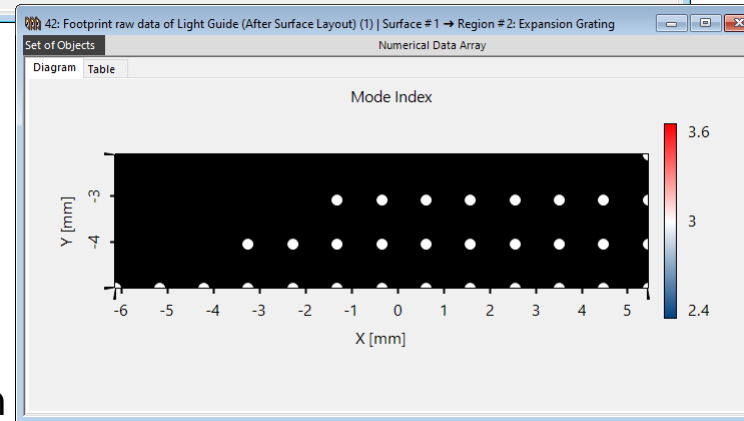 42: Footprint raw data of Light Guide (After Surface Layout) (1) | Surface #1 → Region #2: Expansion Grating
Set of Objects
Numerical Data Array
Diagram
Table
Mode Index
3.6
3
2.4
-3
-4
Y [mm]
-6 -5 -4 -3 -2 -1 0 1 2 3 4 5
X [mm]